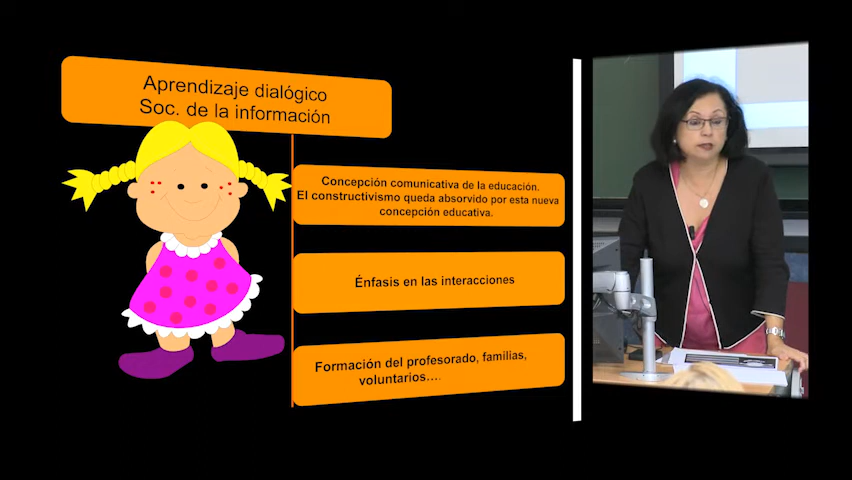 Aprendizaje dialógico
Soc. de la información
Concepción comunicativa de la educación.
El constructivismo queda absorvido por esta nueva
concepción educativa.
Énfasis en las interacciones
Formación del profesorado, familias,
voluntarios….